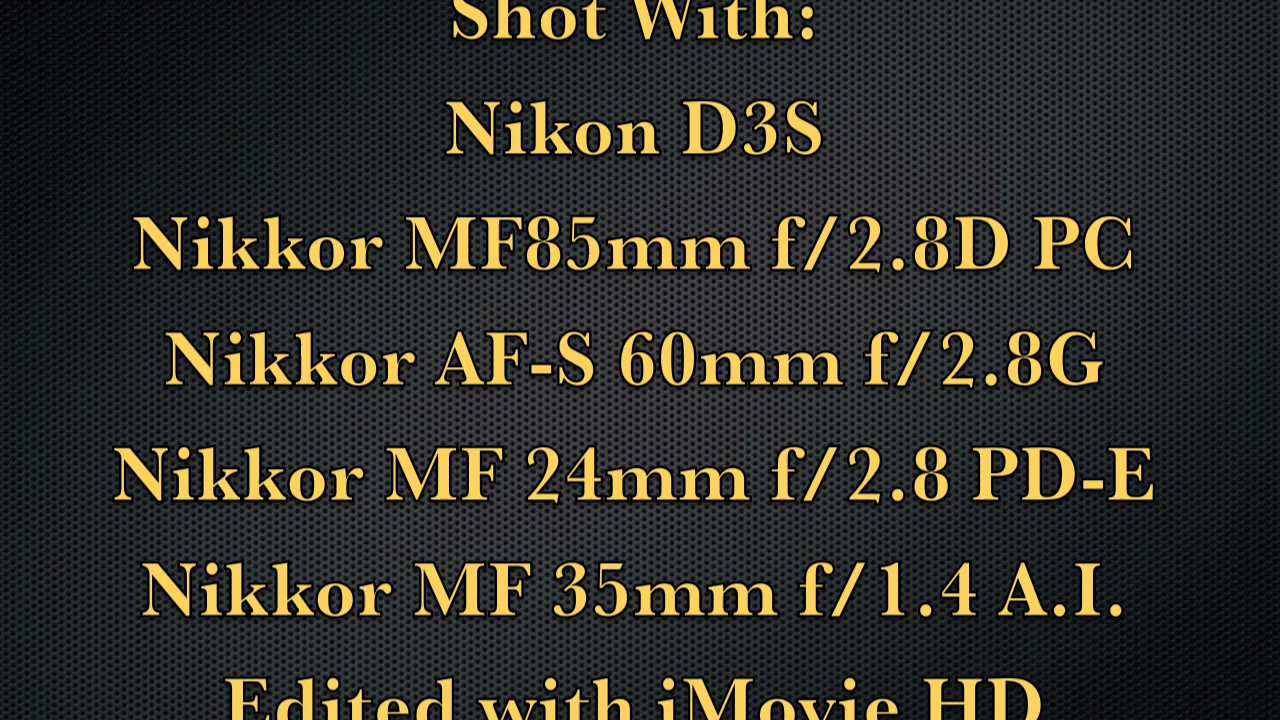 Shot With:
Nikon D3S
Nikkor MF85mm f/2.8D PC
Nikkor AF-S 60mm f/2.8G
Nikkor MF 24mm f/2.8 PD-E
Nikkor MF 35mm f/1.4 A.I.
Edited with iMovie HD